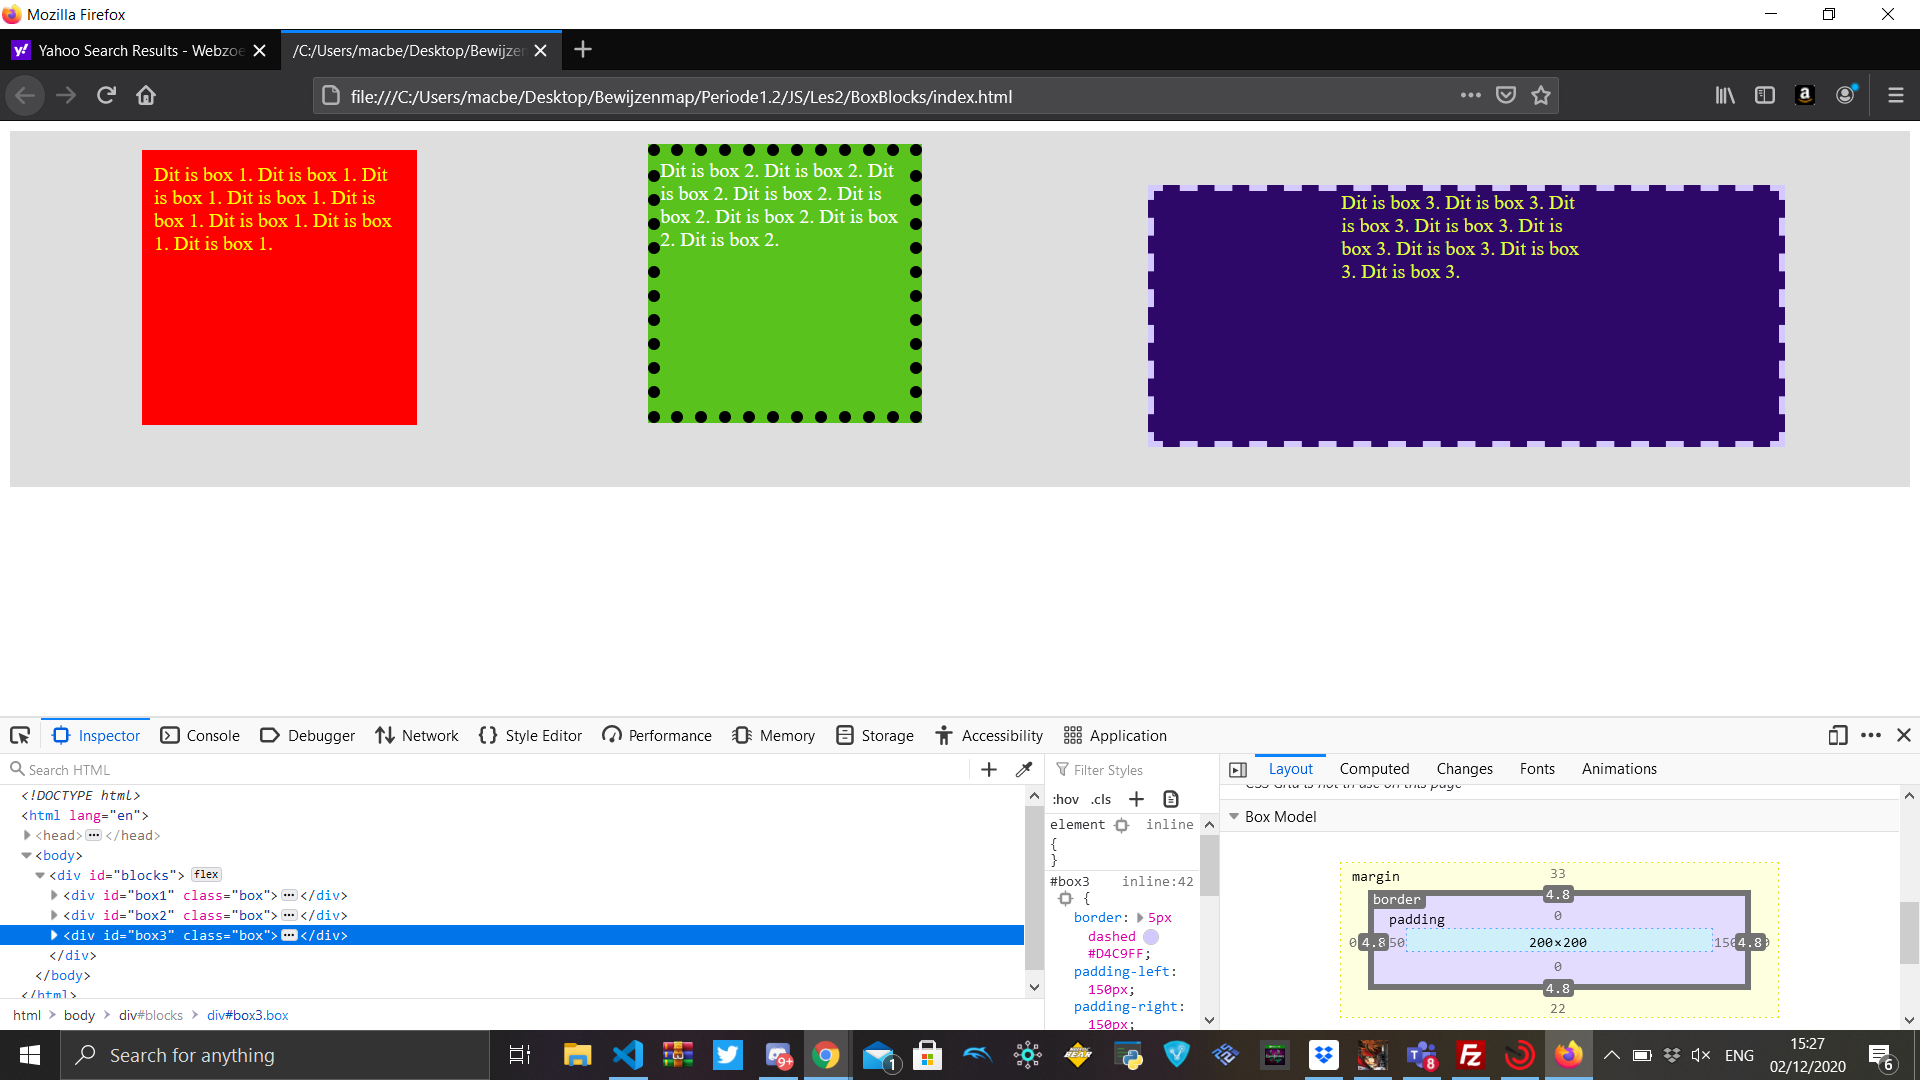 Mozilla Firefox
Yahoo Search Results - Webzoe
/C:/Users/macbe/Desktop/Bewijzen
file:///C:/Users/macbe/Desktop/Bewijzenmap/Periode1.2/JS/Les2/BoxBlocks/index.html
Dit is box 1. Dit is box 1. Dit
is box 1. Dit is box 1. Dit is
box 1. Dit is box 1. Dit is box
1. Dit is box 1.
Dit is box 2. Dit is box 2. Dit
is box 2. Dit is box 2. Dit is
box 2. Dit is box 2. Dit is box
2. Dit is box 2.
Dit is box 3. Dit is box 3. Dit
is box 3. Dit is box 3. Dit is
box 3. Dit is box 3. Dit is box
3. Dit is box 3.
Inspector Console Debugger Network Style Editor Performance Memory Storage Accessibility Application
Search HTML
<!DOCTYPE html>
<html lang="en">
<head>···</head>
<body>
<div id="blocks"> flex
<div id="box1" class="box">···</div>
<div id="box2" class="box">···</div>
<div id="box3" class="box">···</div>
</div>
</body>
</html>
html body div#blocks div#box3.box
Filter Styles
:hov .cls
element inline
{
}
#box3 inline:42
{
border: 5px
dashed
#D4C9FF;
padding-left:
150px;
padding-right:
150px;
Layout Computed Changes Fonts Animations
CSS Grid is not in use on this page
Box Model
margin 33
border 4.8
padding 0
0 4.8 50 200×200 150 4.8
0
4.8
22
Search for anything
9+
1
8
ENG
15:27
02/12/2020
6